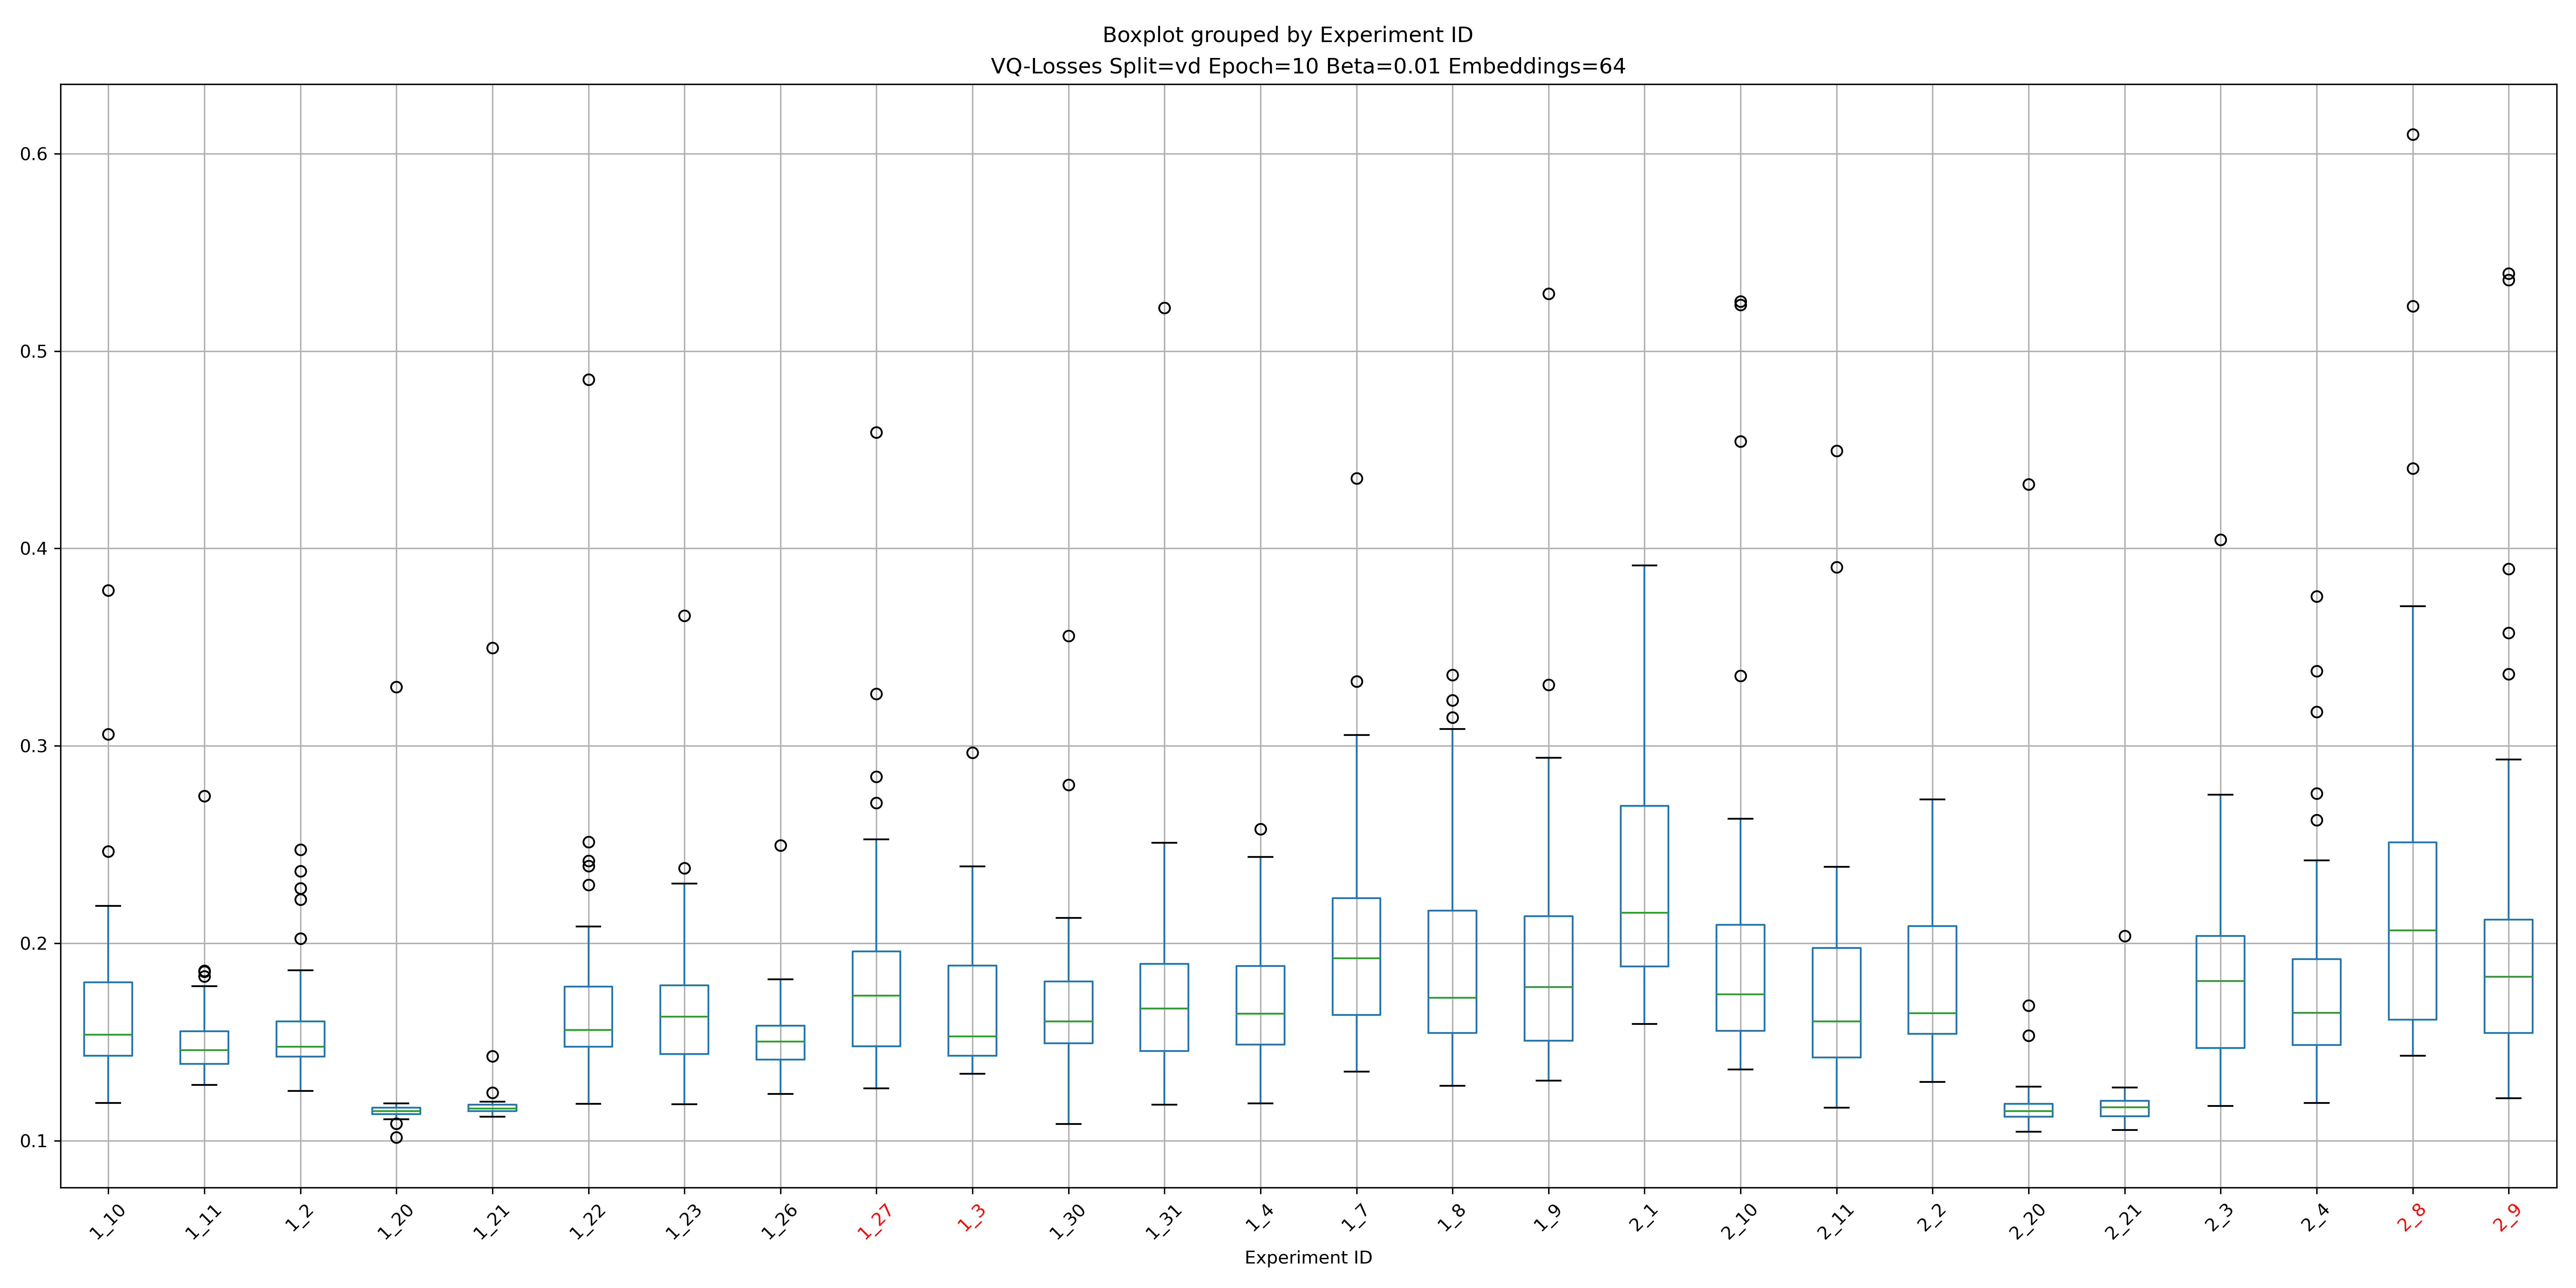 Boxplot grouped by Experiment ID
VQ-Losses Split=vd Epoch=10 Beta=0.01 Embeddings=64
0.6
0.5
0.4
0.3
0.2
0.1
1_10 1_11 1_2 1_20 1_21 1_22 1_23 1_26 1_27 1_3 1_30 1_31 1_4 1_7 1_8 1_9 2_1 2_10 2_11 2_2 2_20 2_21 2_3 2_4 2_8 2_9
Experiment ID